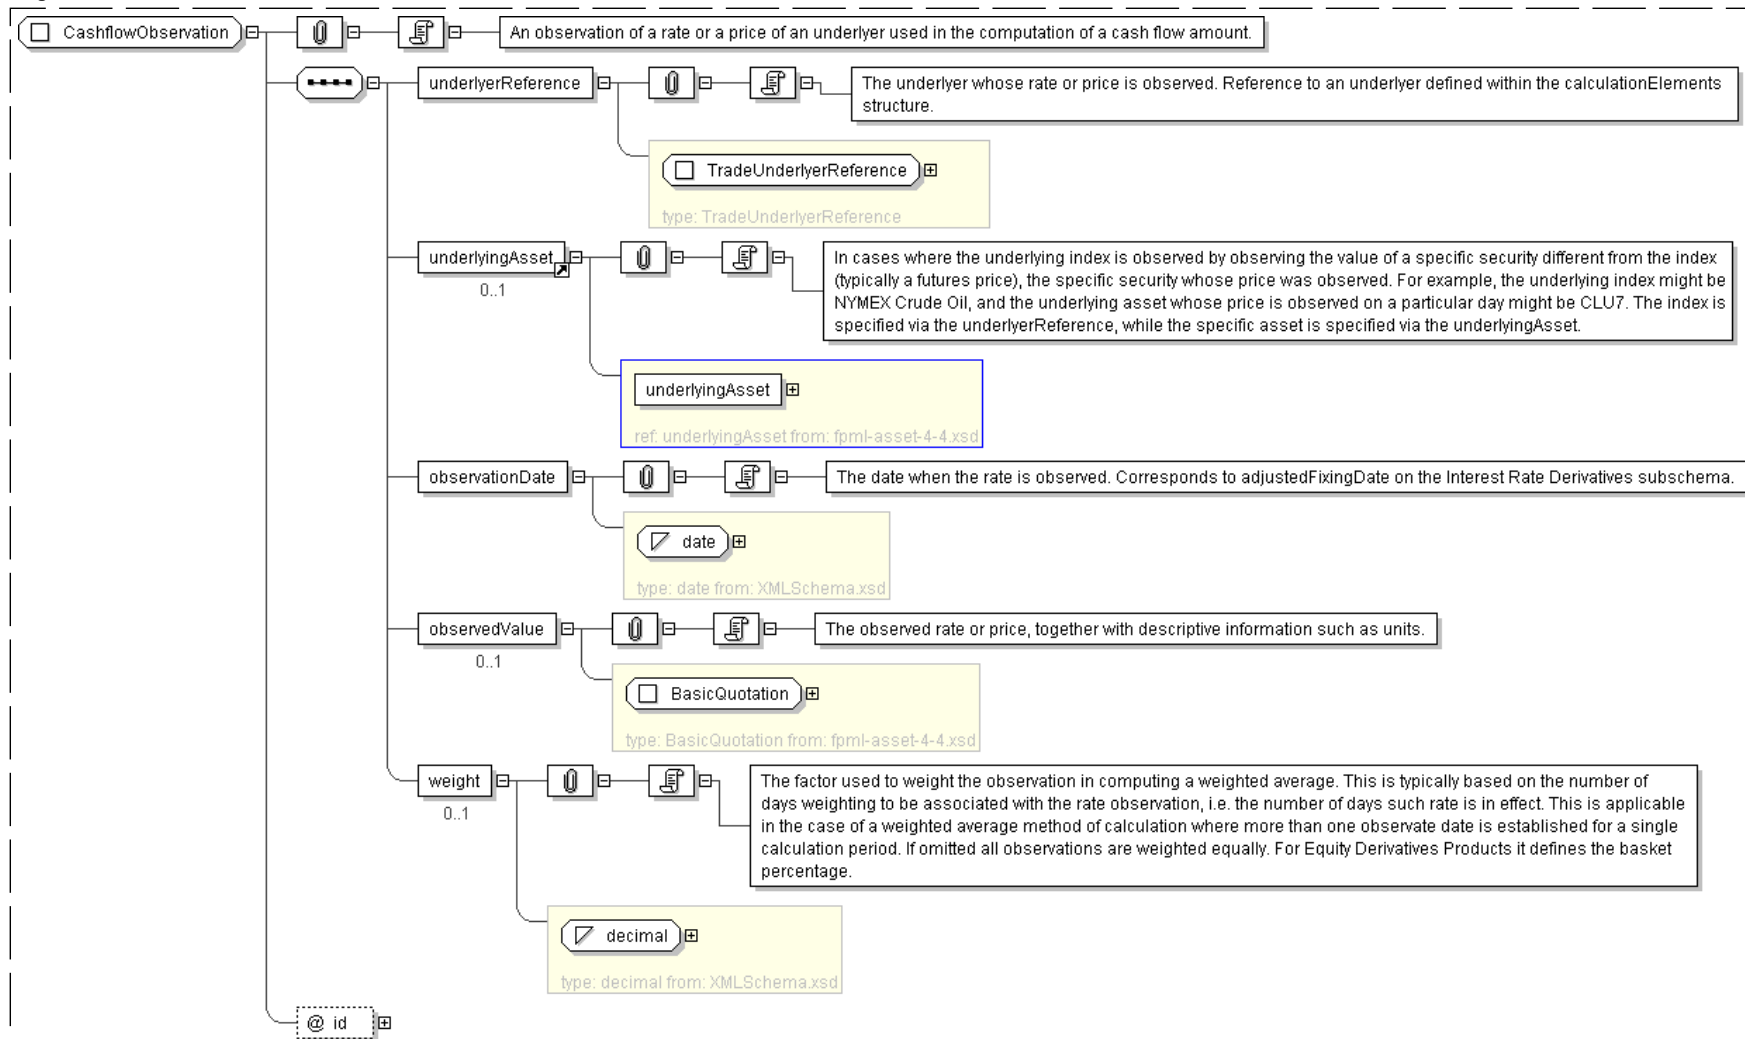 CashflowObservation
An observation of a rate or a price of an underlyer used in the computation of a cash flow amount.
underlyerReference
The underlyer whose rate or price is observed. Reference to an underlyer defined within the calculationElements
structure.
TradeUnderlyerReference
type: TradeUnderlyerReference
underlyingAsset
0..1
In cases where the underlying index is observed by observing the value of a specific security different from the index
(typically a futures price), the specific security whose price was observed. For example, the underlying index might be
NYMEX Crude Oil, and the underlying asset whose price is observed on a particular day might be CLU7. The index is
specified via the underlyerReference, while the specific asset is specified via the underlyingAsset.
underlyingAsset
ref: underlyingAsset from: fpml-asset-4-4.xsd
observationDate
The date when the rate is observed. Corresponds to adjustedFixingDate on the Interest Rate Derivatives subschema.
date
type: date from: XMLSchema.xsd
observedValue
0..1
The observed rate or price, together with descriptive information such as units.
BasicQuotation
type: BasicQuotation from: fpml-asset-4-4.xsd
weight
0..1
The factor used to weight the observation in computing a weighted average. This is typically based on the number of
days weighting to be associated with the rate observation, i.e. the number of days such rate is in effect. This is applicable
in the case of a weighted average method of calculation where more than one observate date is established for a single
calculation period. If omitted all observations are weighted equally. For Equity Derivatives Products it defines the basket
percentage.
decimal
type: decimal from: XMLSchema.xsd
@ id